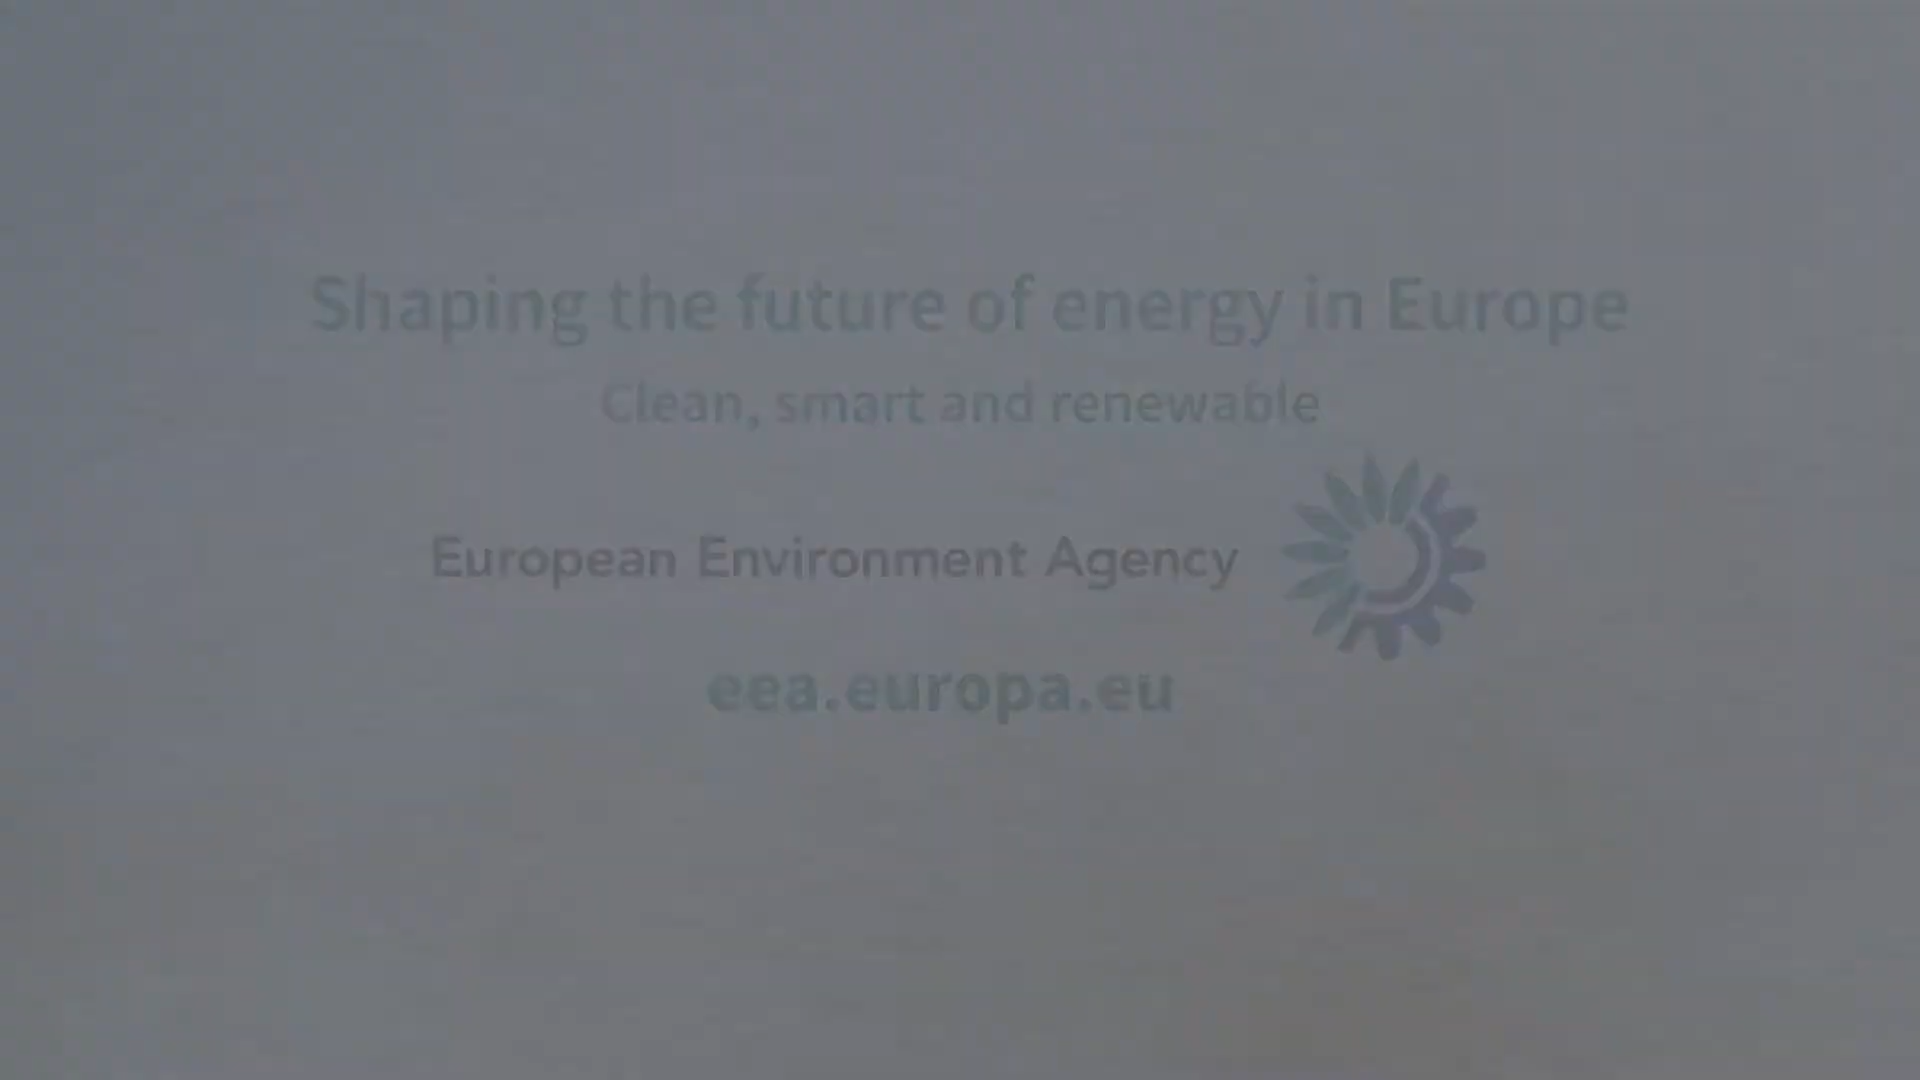 Shaping the future of energy in Europe
Clean, smart and renewable
European Environment Agency
eea.europa.eu